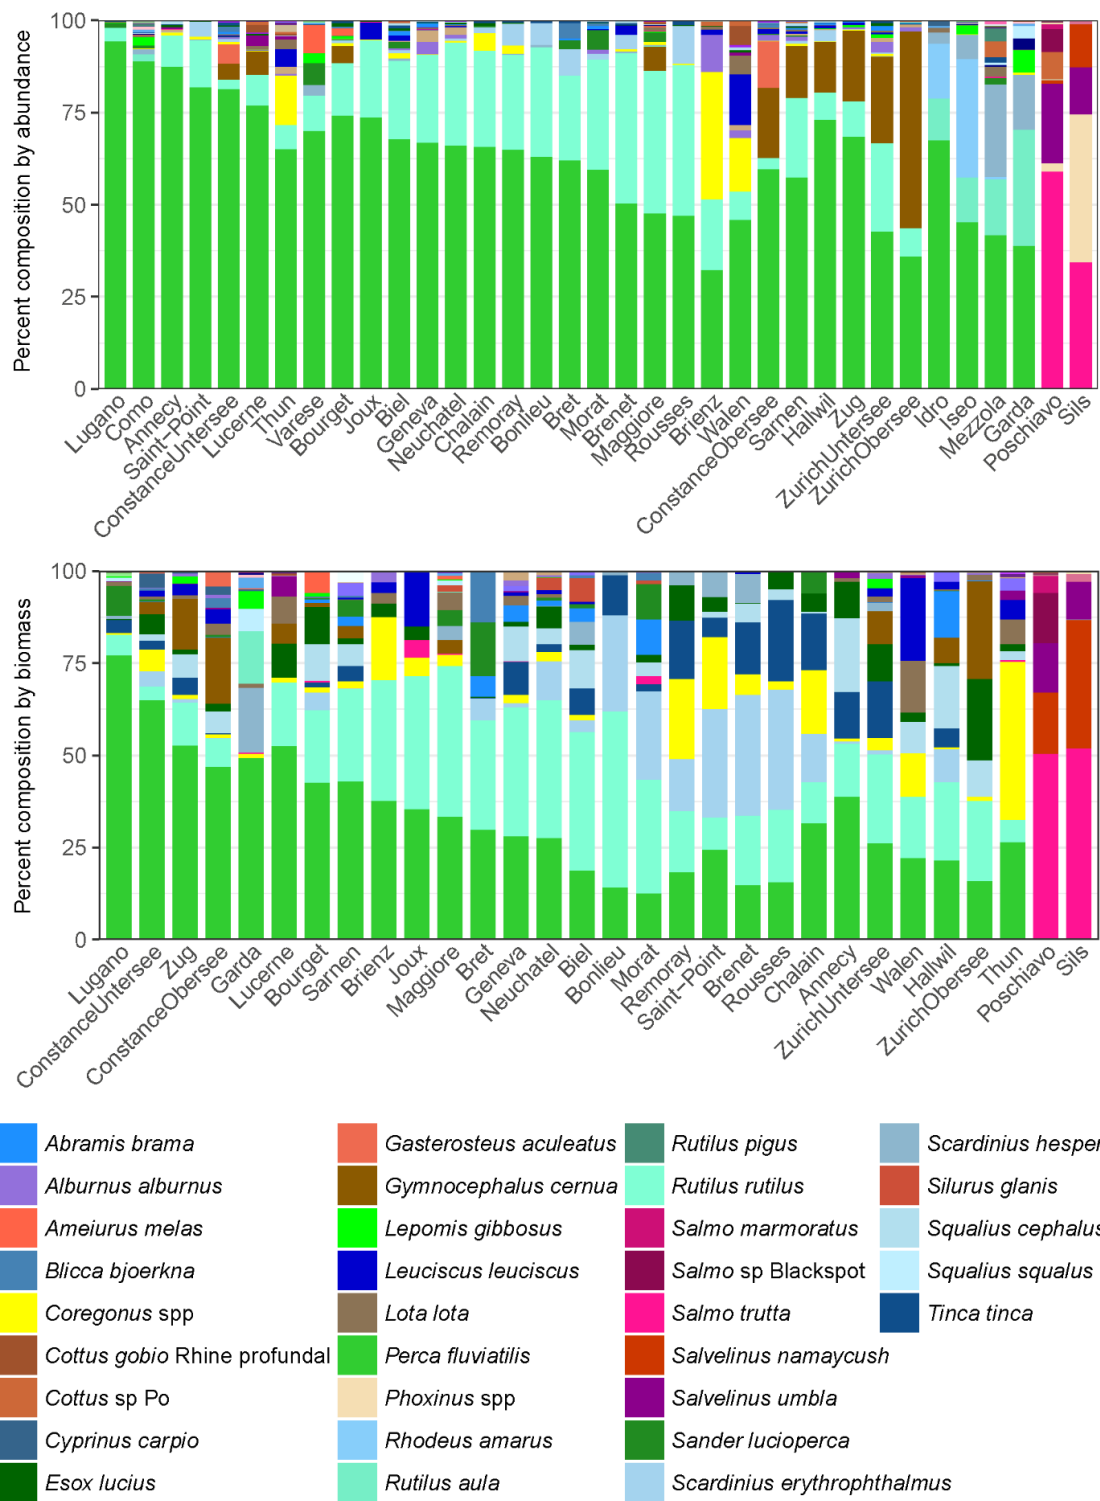 Percent composition by abundance
100
75
50
25
0
Lugano
Como
Annecy
Saint-Point
ConstanceUntersee
Lucerne
Thun
Varese
Bourget
Joux
Biel
Geneva
Neuchatel
Chalain
Remoray
Bonlieu
Bret
Morat
Brenet
Maggiore
Rousses
Brienz
Walen
ConstanceObersee
Sarnen
Hallwil
Zug
ZurichUntersee
ZurichObersee
Idro
Iseo
Mezzola
Garda
Poschiavo
Sils
Percent composition by biomass
100
75
50
25
0
Lugano
ConstanceUntersee
Zug
ConstanceObersee
Garda
Lucerne
Bourget
Sarnen
Brienz
Joux
Maggiore
Bret
Geneva
Neuchatel
Biel
Bonlieu
Morat
Remoray
Saint-Point
Brenet
Rousses
Chalain
Annecy
ZurichUntersee
Walen
Hallwil
ZurichObersee
Thun
Poschiavo
Sils
Abramis brama
Alburnus alburnus
Ameiurus melas
Blicca bjoerkna
Coregonus spp
Cottus gobio Rhine profundal
Cottus sp Po
Cyprinus carpio
Esox lucius
Gasterosteus aculeatus
Gymnocephalus cernua
Lepomis gibbosus
Leuciscus leuciscus
Lota lota
Perca fluviatilis
Phoxinus spp
Rhodeus amarus
Rutilus aula
Rutilus pigus
Rutilus rutilus
Salmo marmoratus
Salmo sp Blackspot
Salmo trutta
Salvelinus namaycush
Salvelinus umbla
Sander lucioperca
Scardinius erythrophthalmus
Scardinius hesper
Silurus glanis
Squalius cephalus
Squalius squalus
Tinca tinca